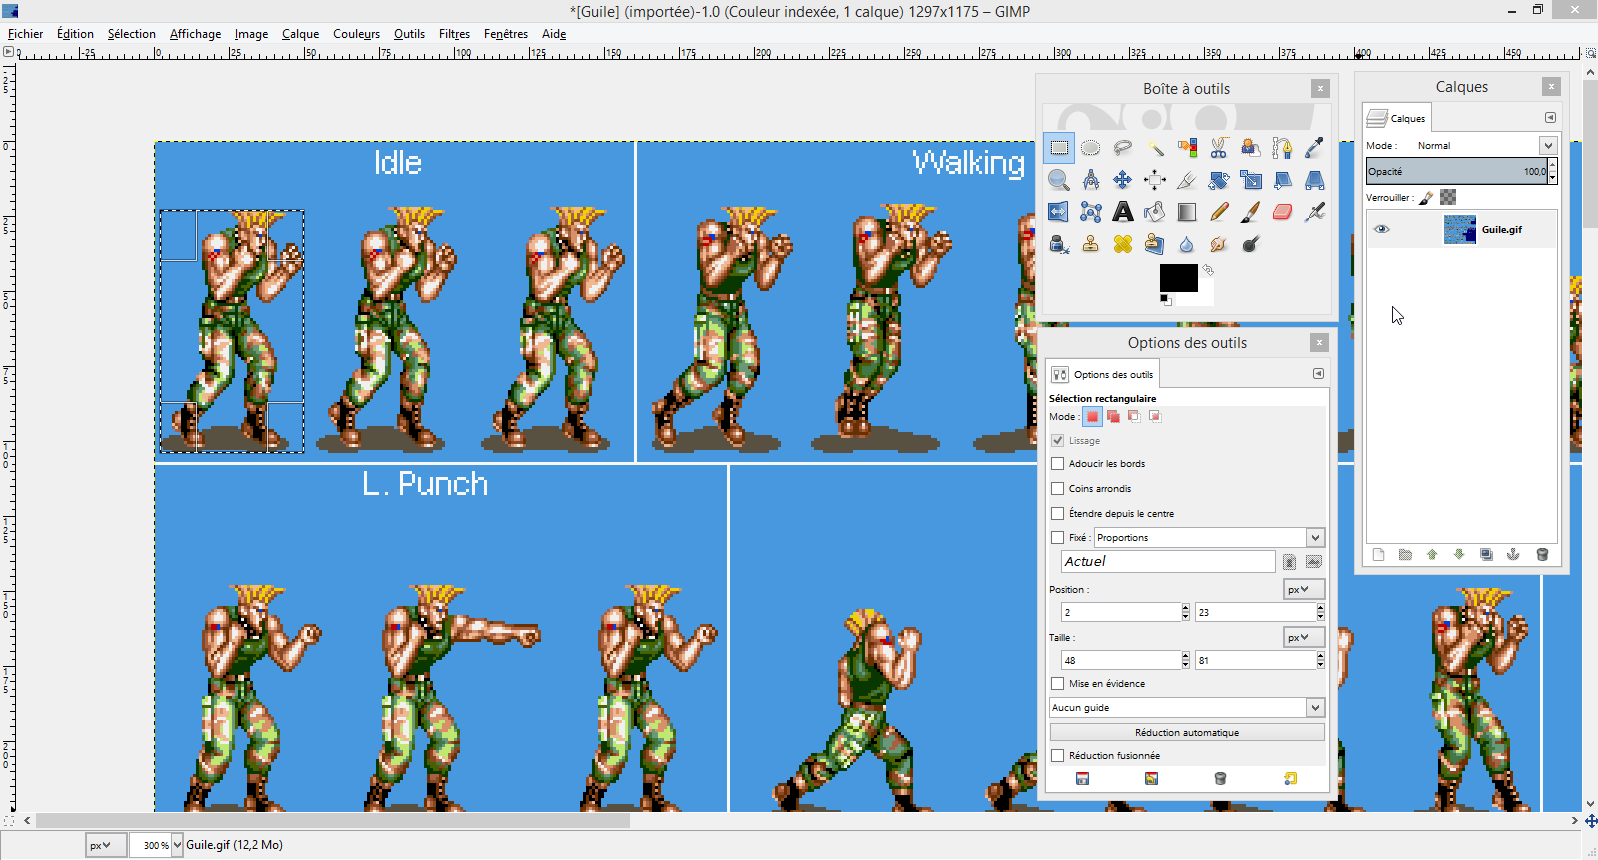 *[Guile] (importée)-1.0 (Couleur indexée, 1 calque) 1297x1175 – GIMP
Fichier Édition Sélection Affichage Image Calque Couleurs Outils Filtres Fenêtres Aide
-25 0 25 50 75 100 125 150 175 200 225 250 275 300 325 350 375 400 425 450
Idle
Walking
L. Punch
Boîte à outils
Options des outils
Options des outils
Sélection rectangulaire
Mode :
Lissage
Adoucir les bords
Coins arrondis
Étendre depuis le centre
Fixé : Proportions
Actuel
Position : px
2 23
Taille : px
48 81
Mise en évidence
Aucun guide
Réduction automatique
Réduction fusionnée
Calques
Calques
Mode : Normal
Opacité 100,0
Verrouiller :
Guile.gif
px 300 % Guile.gif (12,2 Mo)